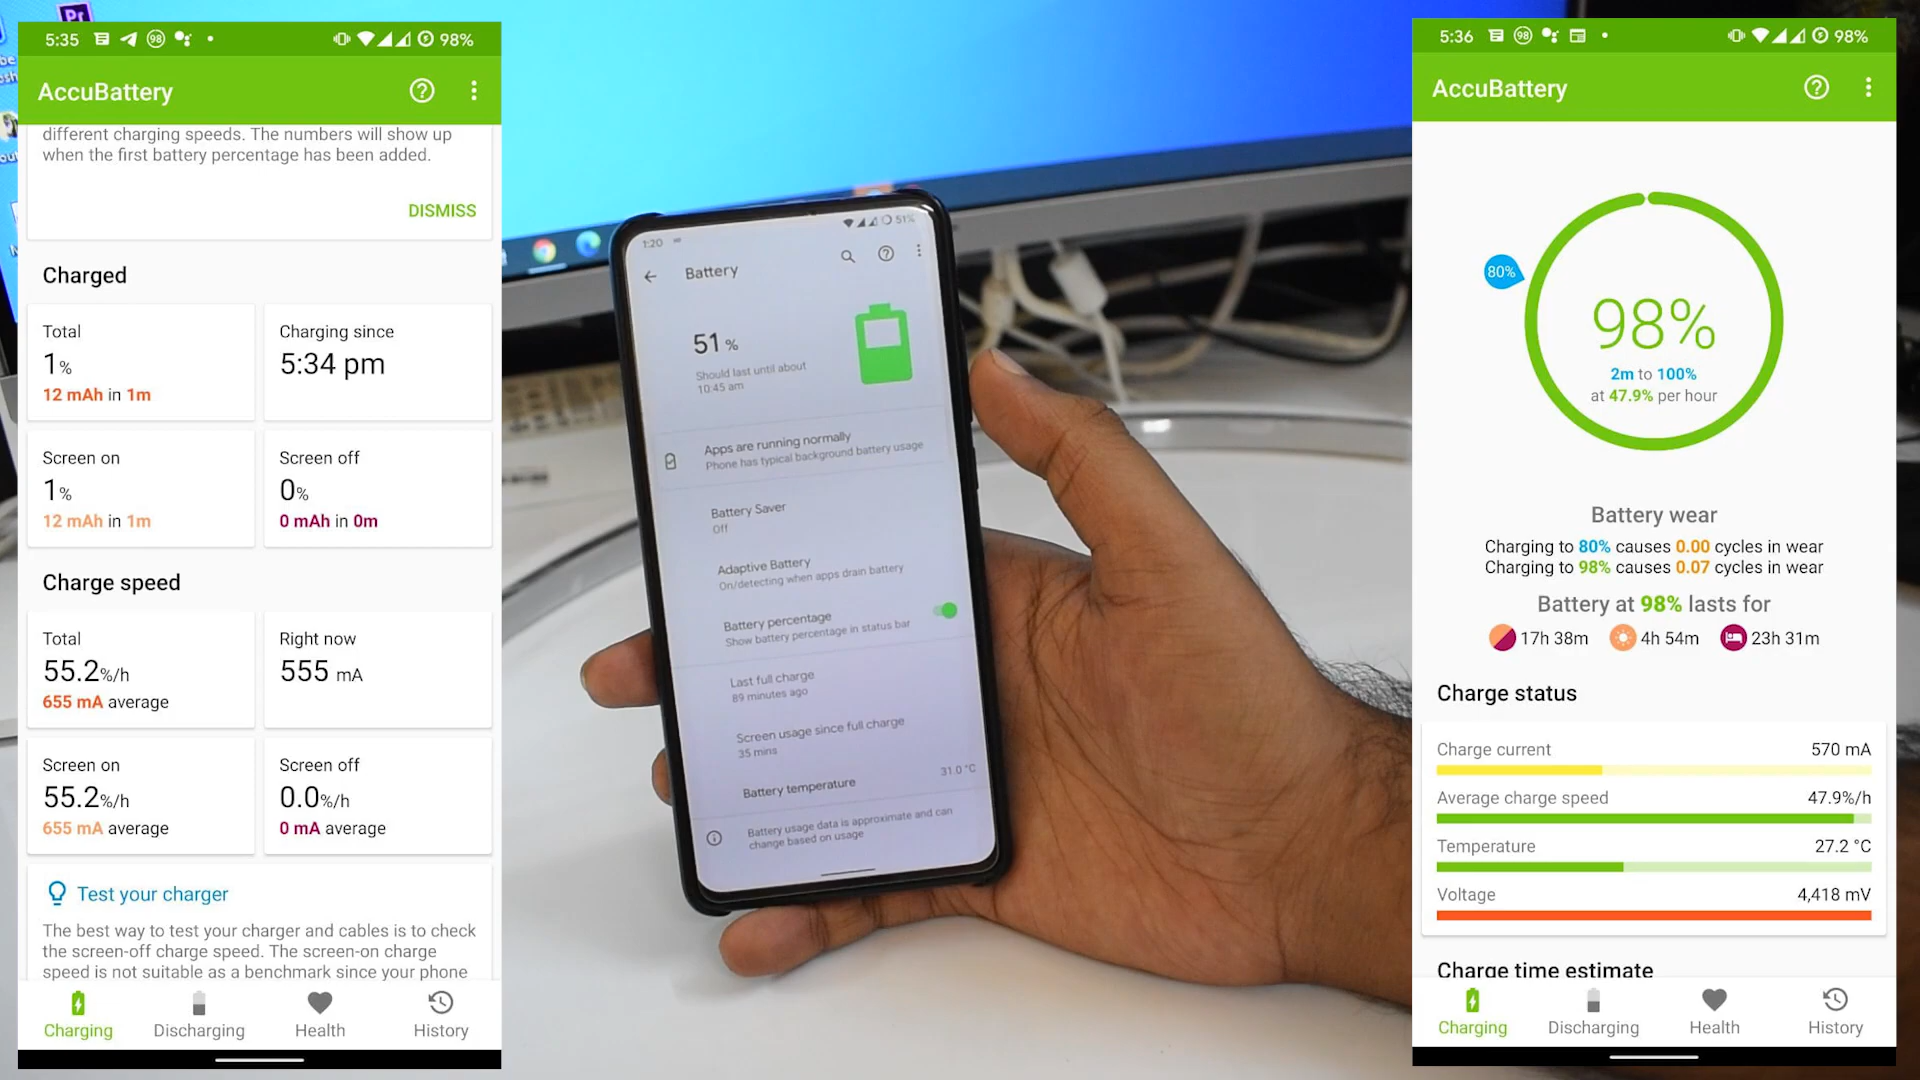 5:35
98
98%
AccuBattery
different charging speeds. The numbers will show up
when the first battery percentage has been added.
DISMISS
Charged
Total
1%
12 mAh in 1m
Charging since
5:34 pm
Screen on
1%
12 mAh in 1m
Screen off
0%
0 mAh in 0m
Charge speed
Total
55.2%/h
655 mA average
Right now
555 mA
Screen on
55.2%/h
655 mA average
Screen off
0.0%/h
0 mA average
Test your charger
The best way to test your charger and cables is to check
the screen-off charge speed. The screen-on charge
speed is not suitable as a benchmark since your phone
Charging
Discharging
Health
History
Pr
1:20
51%
Battery
51 %
Should last until about
10:45 am
Apps are running normally
Phone has typical background battery usage
Battery Saver
Off
Adaptive Battery
On/detecting when apps drain battery
Battery percentage
Show battery percentage in status bar
Last full charge
89 minutes ago
Screen usage since full charge
35 mins
Battery temperature
31.0 °C
Battery usage data is approximate and can
change based on usage
5:36
98
98%
AccuBattery
80%
98%
2m to 100%
at 47.9% per hour
Battery wear
Charging to 80% causes 0.00 cycles in wear
Charging to 98% causes 0.07 cycles in wear
Battery at 98% lasts for
17h 38m
4h 54m
23h 31m
Charge status
Charge current
570 mA
Average charge speed
47.9%/h
Temperature
27.2 °C
Voltage
4,418 mV
Charge time estimate
Charging
Discharging
Health
History